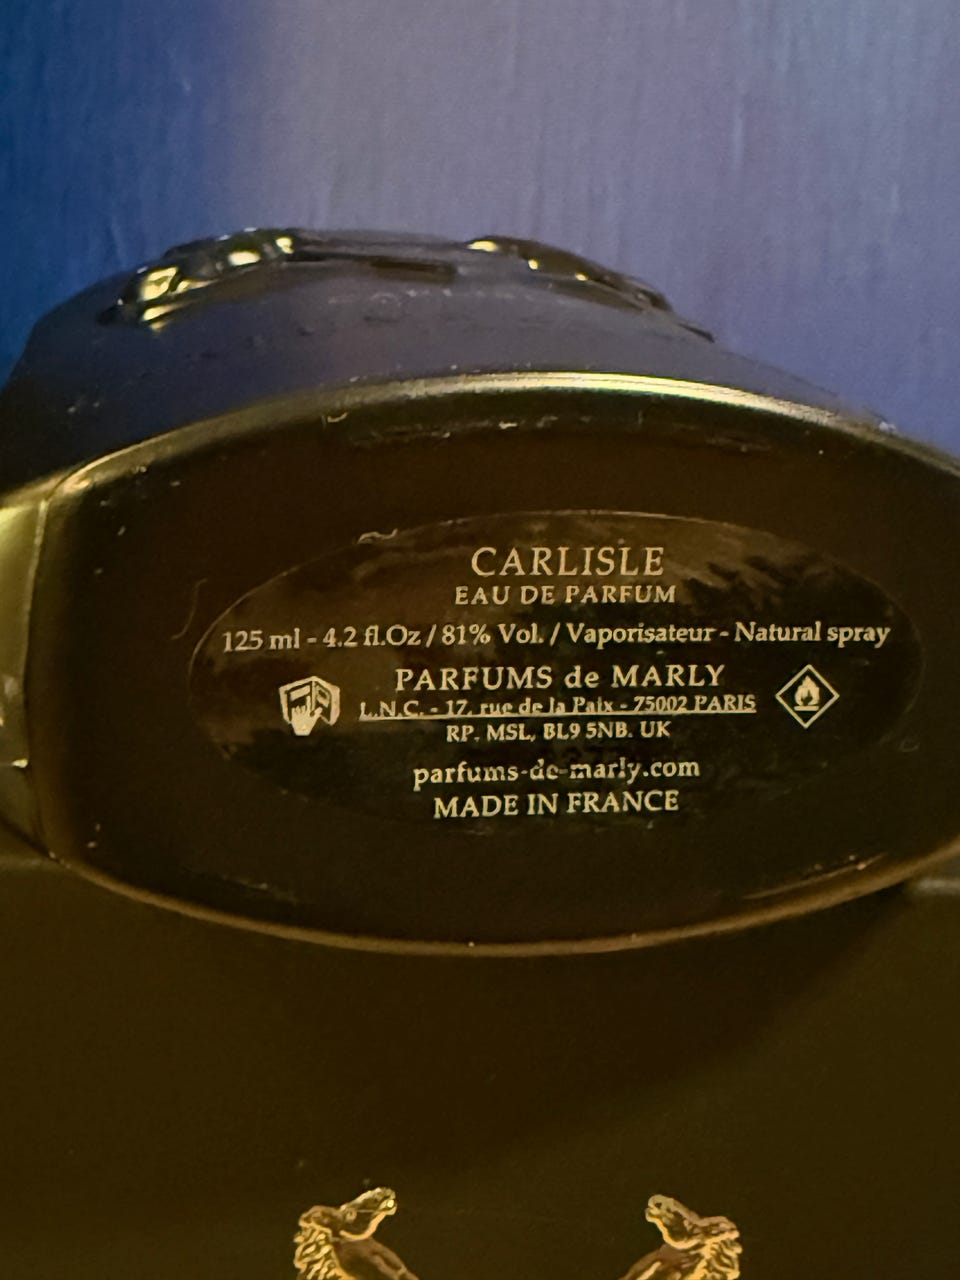 CARLISLE
EAU DE PARFUM
125 ml - 4.2 fl.Oz / 81% Vol. / Vaporisateur - Natural spray
PARFUMS de MARLY
L.N.C. - 17, rue de la Paix - 75002 PARIS
RP. MSL, BL9 5NB. UK
parfums-de-marly.com
MADE IN FRANCE